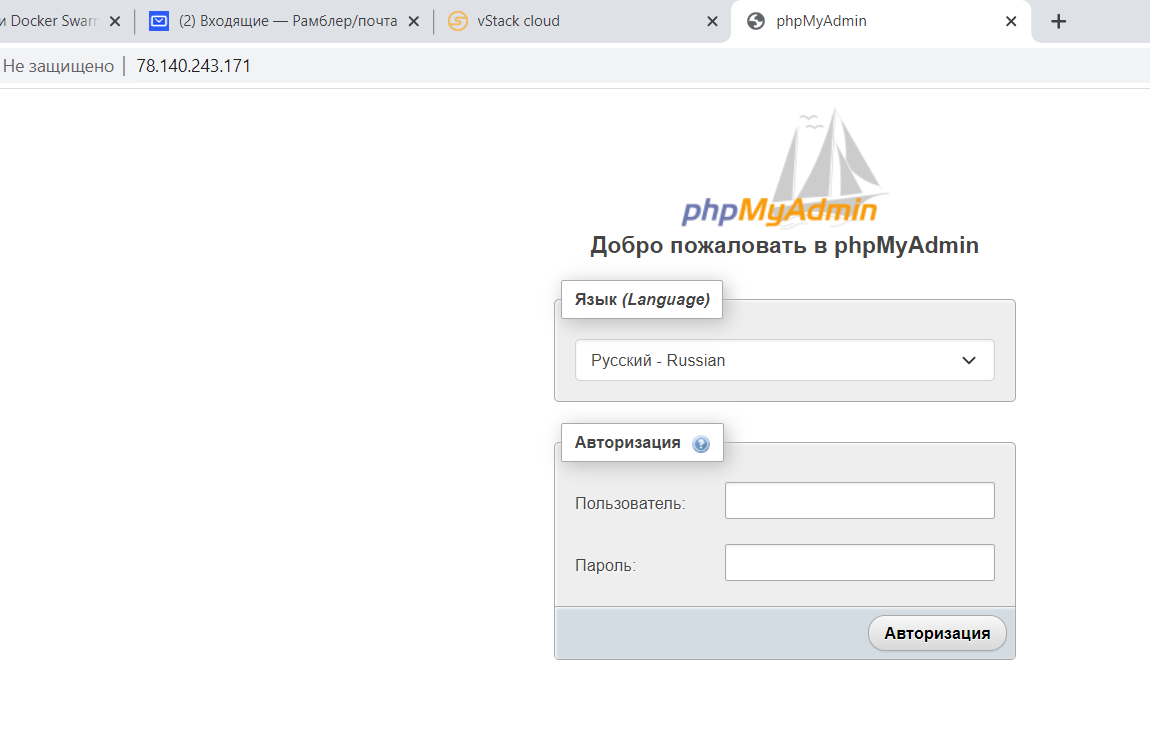 и Docker Swarm
(2) Входящие — Рамблер/почта
vStack cloud
phpMyAdmin
Не защищено
78.140.243.171
phpMyAdmin
Добро пожаловать в phpMyAdmin
Язык (Language)
Русский - Russian
Авторизация
Пользователь:
Пароль:
Авторизация